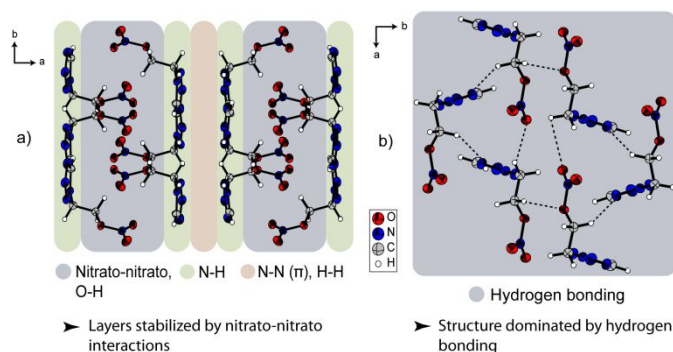 b
a
a)
Nitrato-nitrato,
O-H
N-H
N-N (π), H-H
➤ Layers stabilized by nitrato-nitrato
interactions
b
a
b)
O
N
C
H
Hydrogen bonding
➤ Structure dominated by hydrogen
bonding